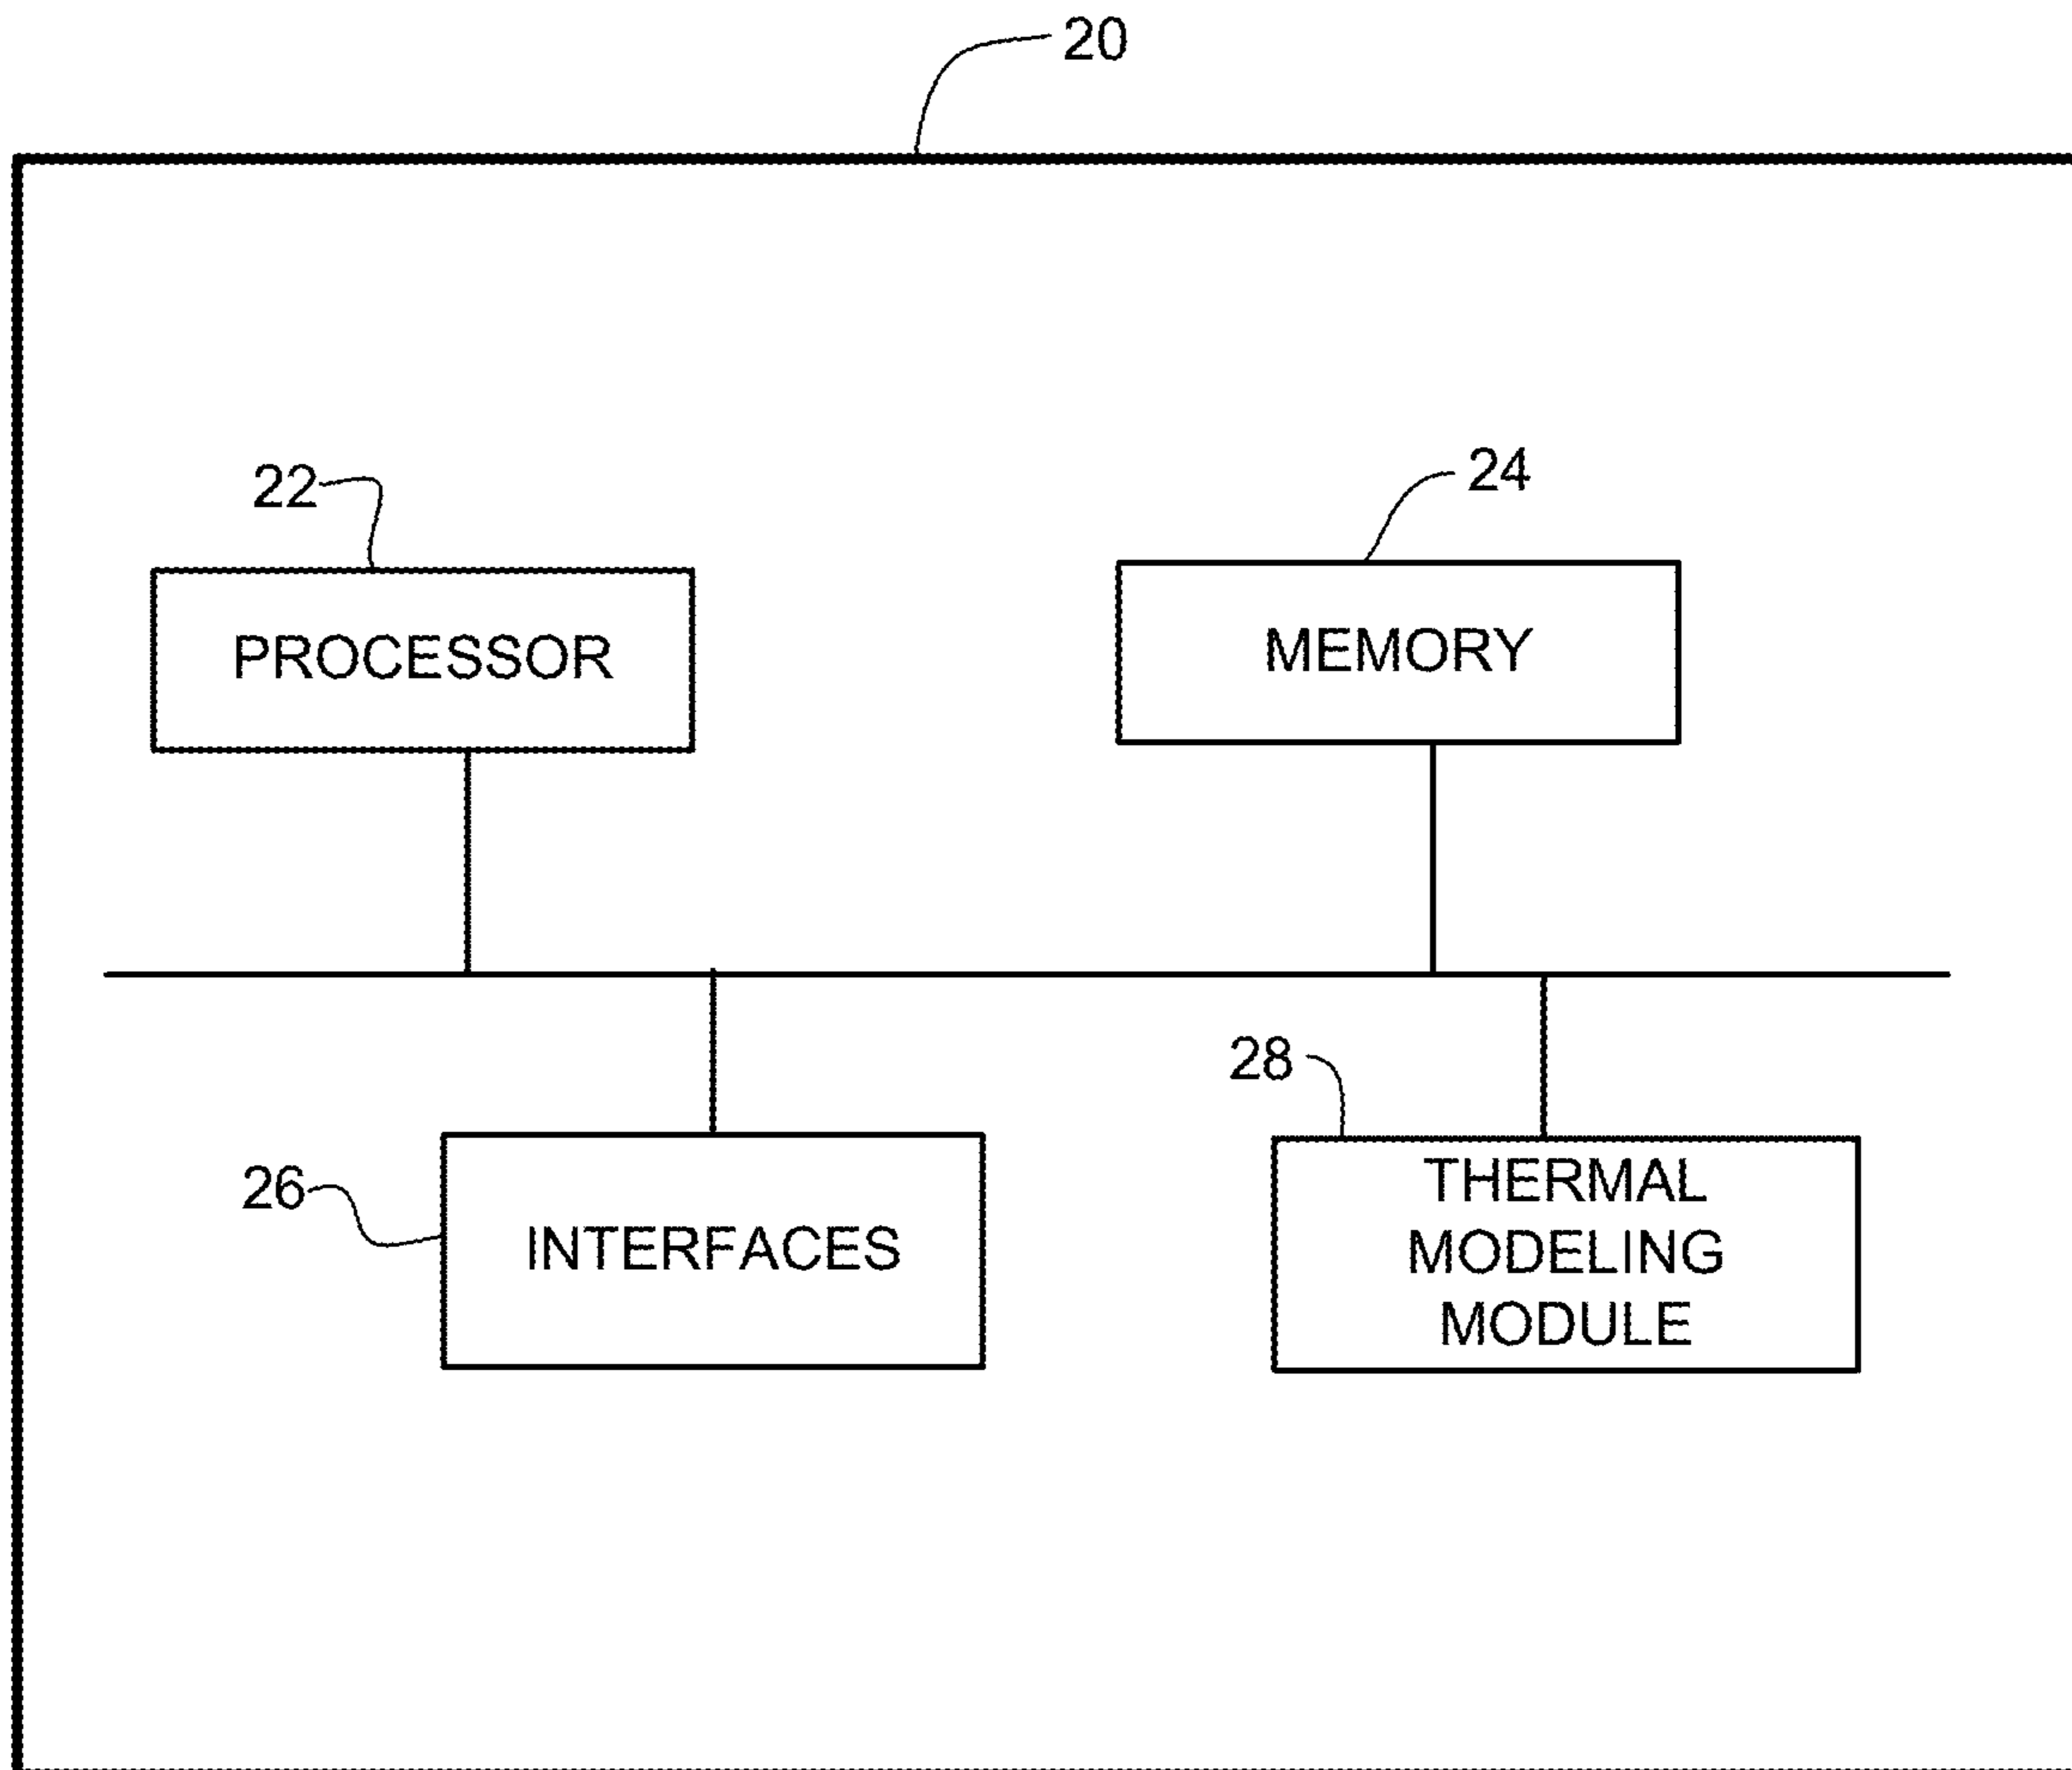 20
22
24
PROCESSOR
MEMORY
28
26
INTERFACES
THERMAL
MODELING
MODULE